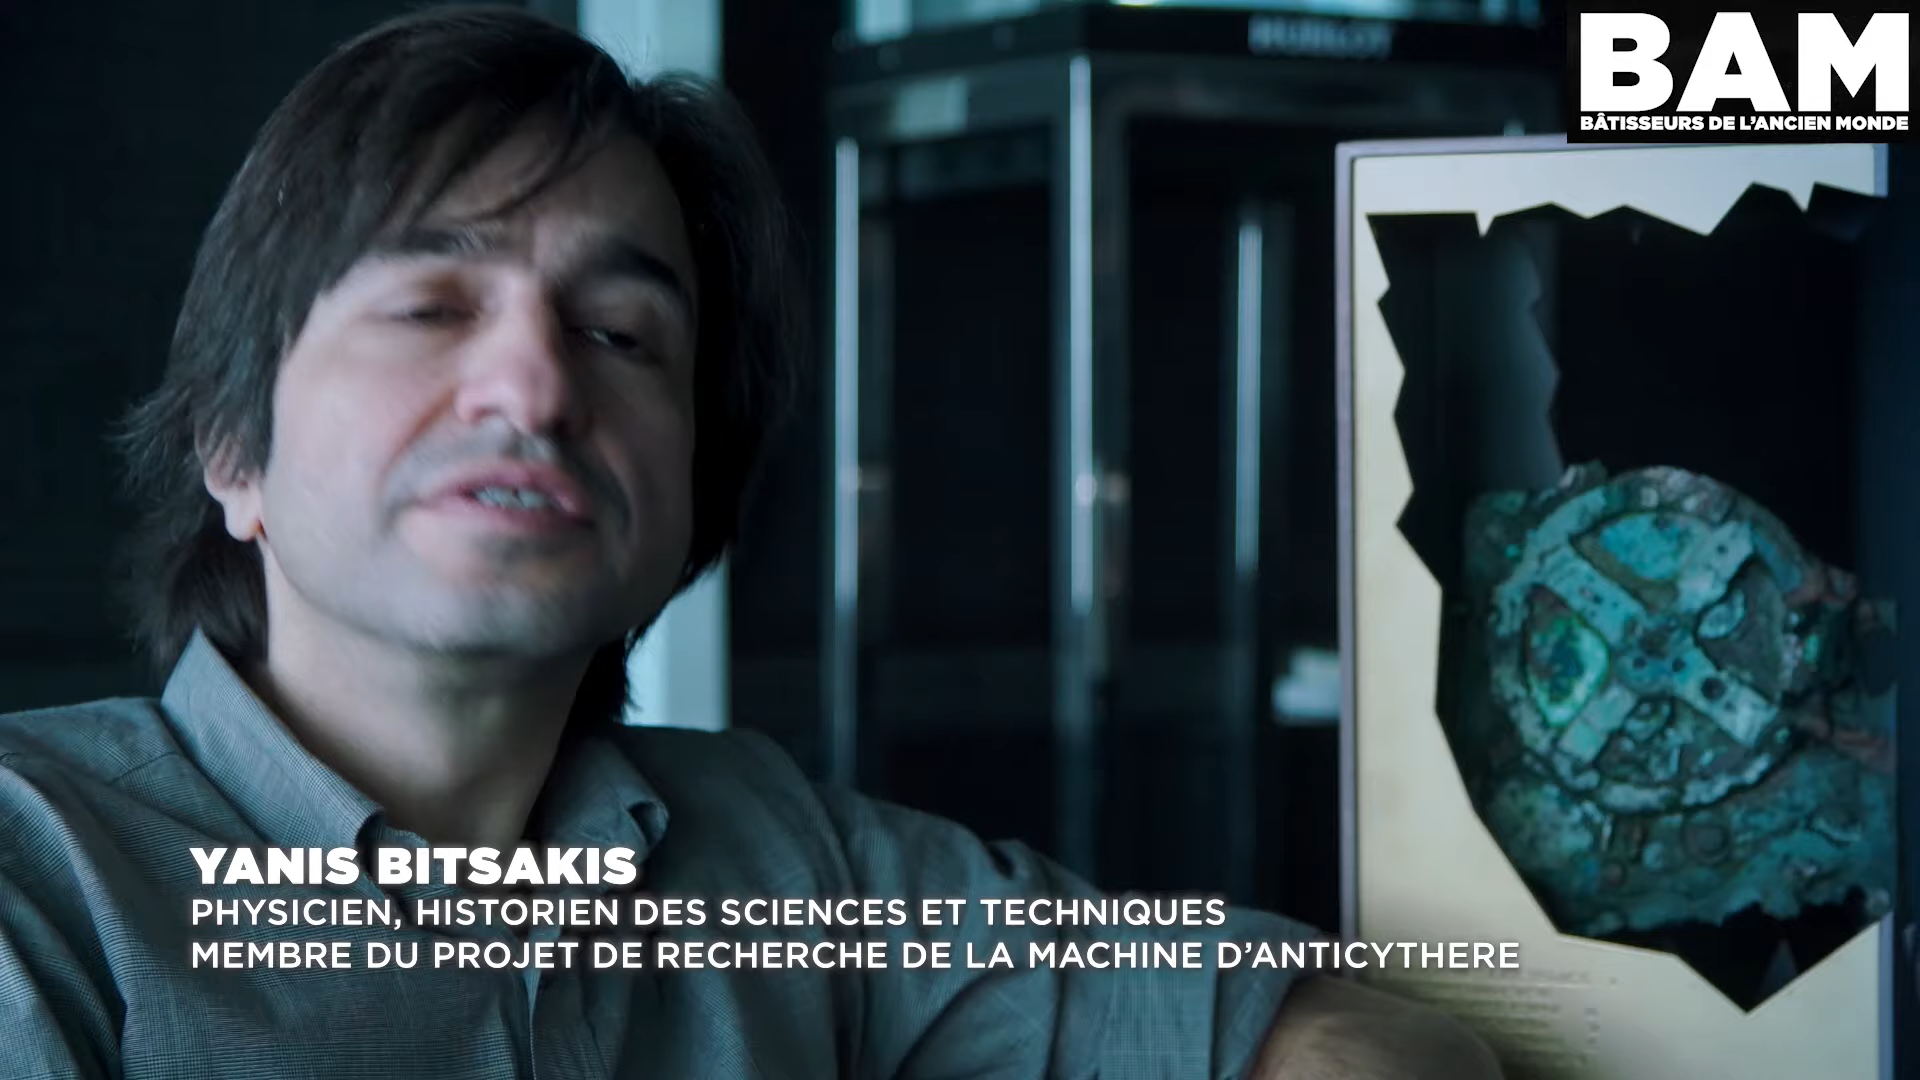 HUBLOT
BAM
BÂTISSEURS DE L'ANCIEN MONDE
YANIS BITSAKIS
PHYSICIEN, HISTORIEN DES SCIENCES ET TECHNIQUES
MEMBRE DU PROJET DE RECHERCHE DE LA MACHINE D'ANTICYTHERE